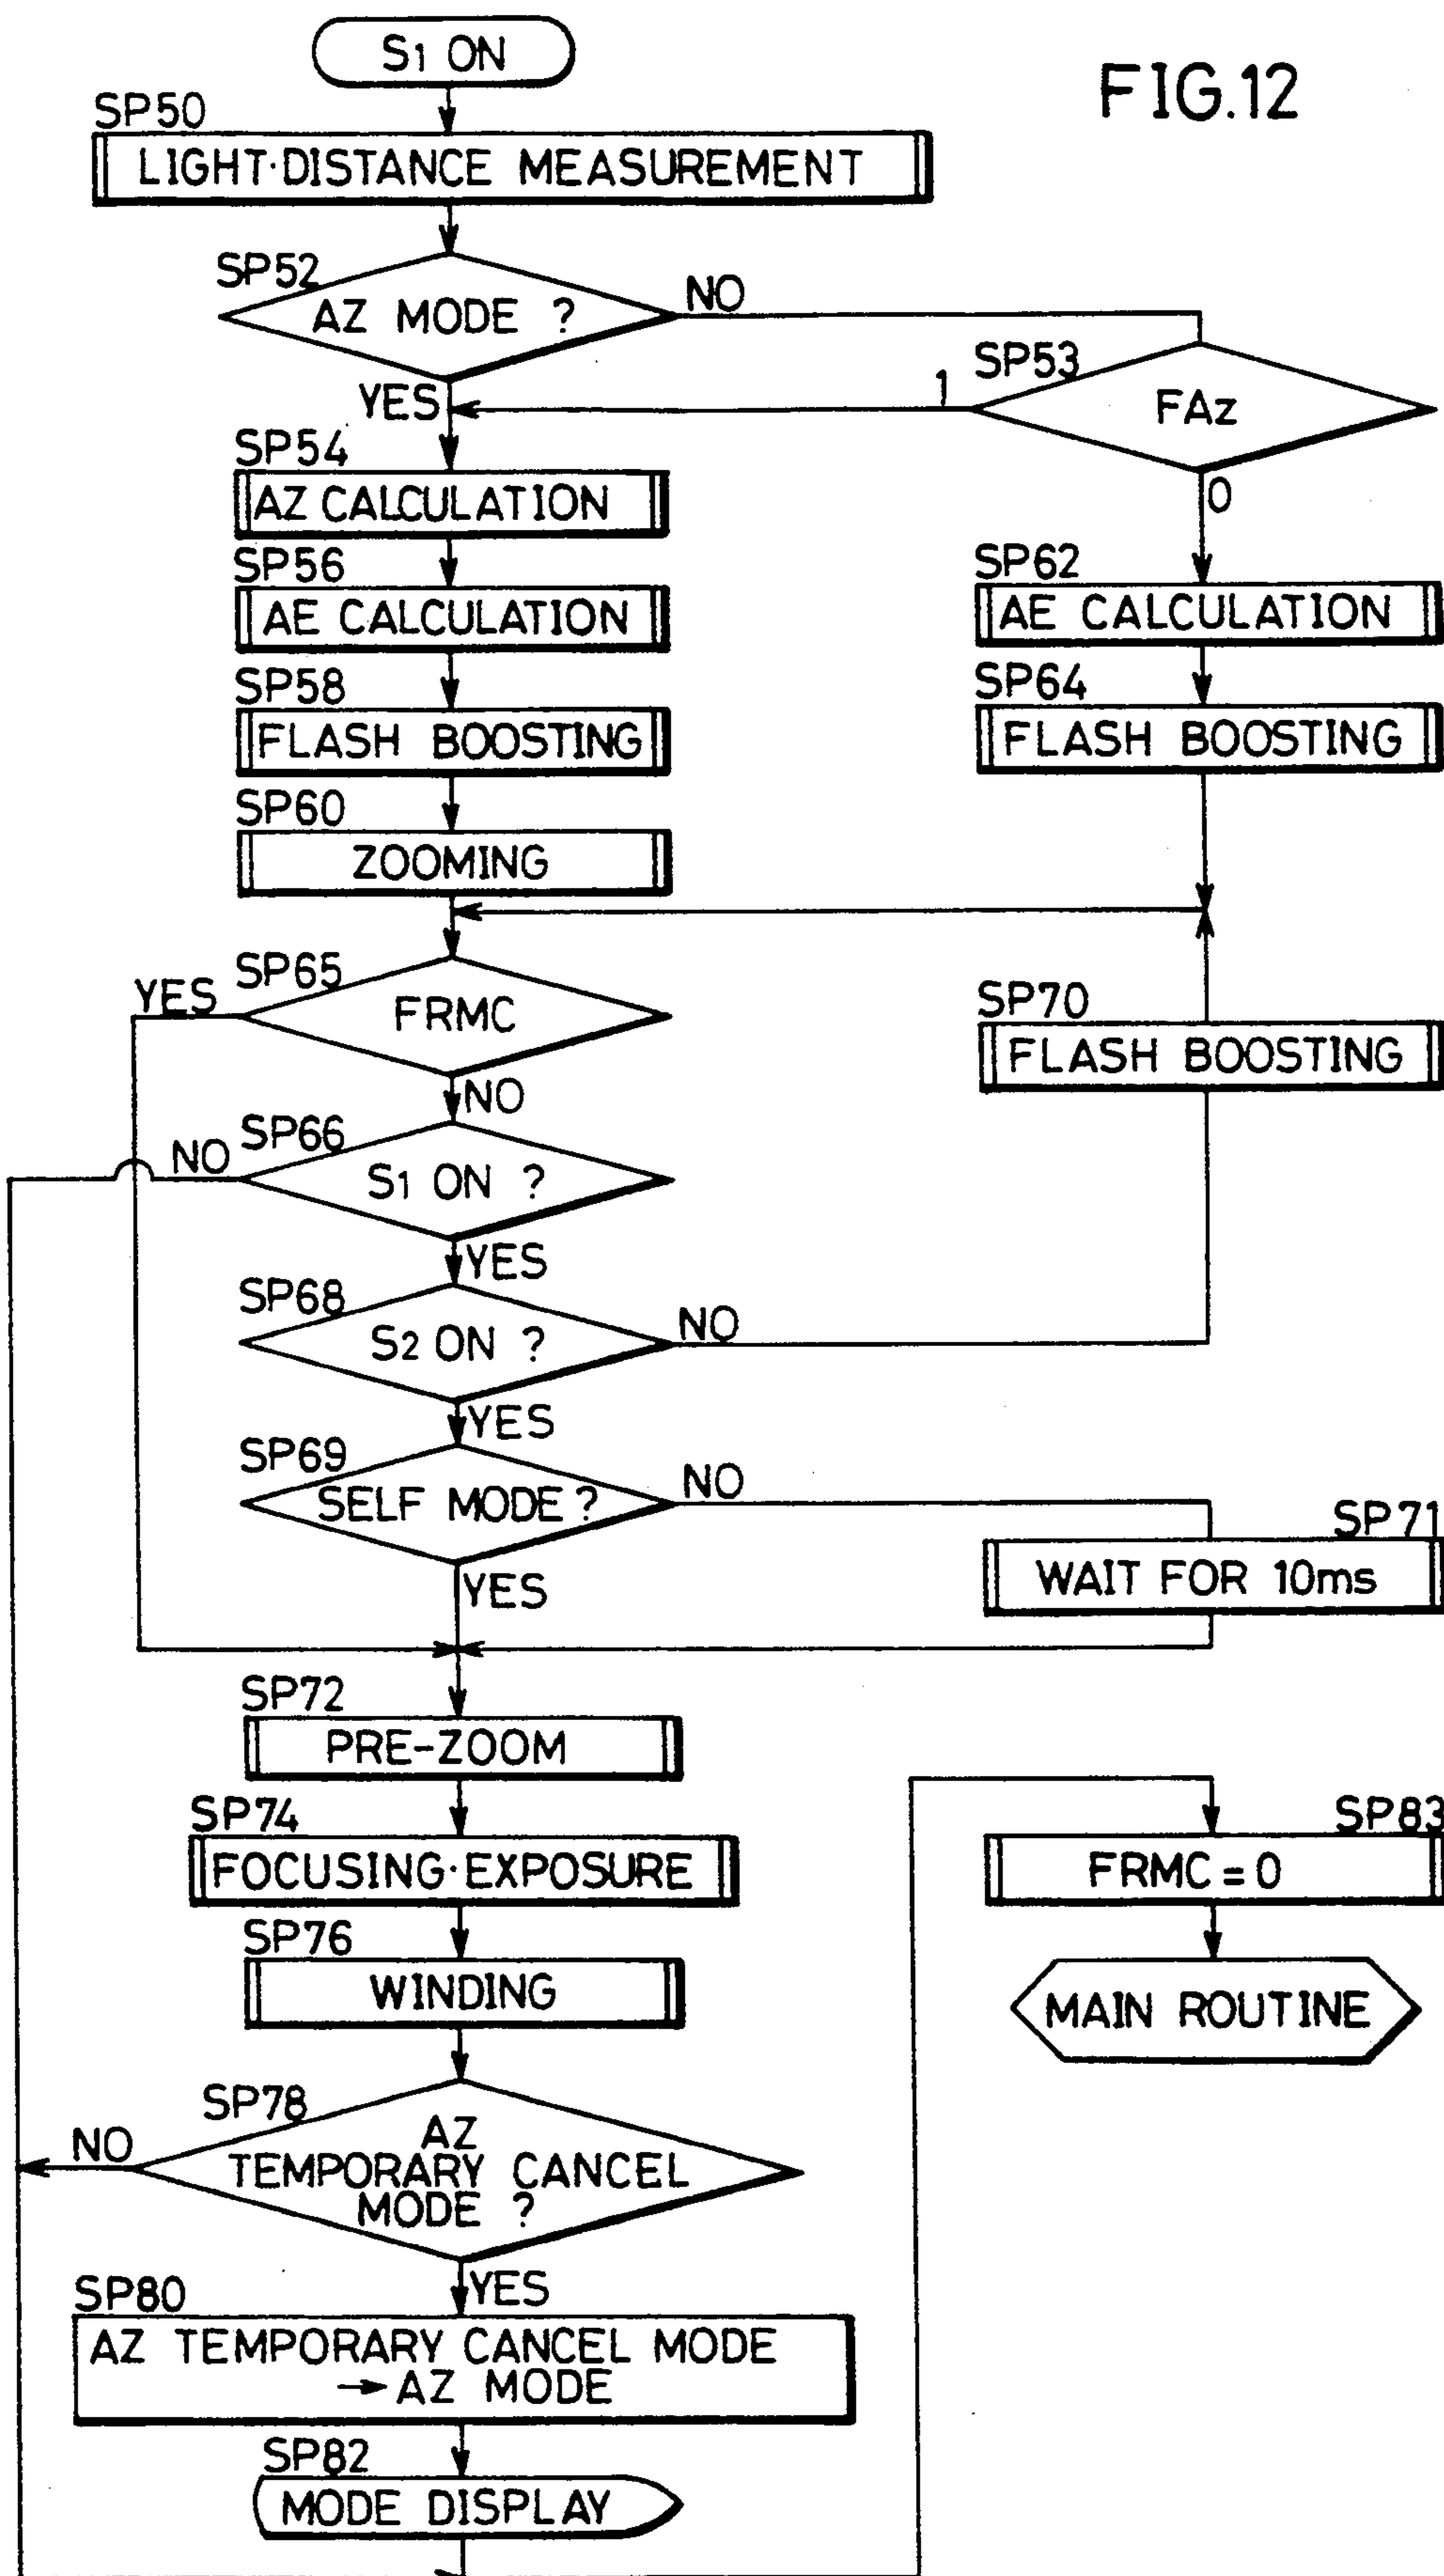 S1 ON
FIG.12
SP50
LIGHT·DISTANCE MEASUREMENT
SP52
AZ MODE ?
NO
YES
SP53
FAz
1
0
SP54
AZ CALCULATION
SP56
AE CALCULATION
SP62
AE CALCULATION
SP58
FLASH BOOSTING
SP64
FLASH BOOSTING
SP60
ZOOMING
SP65
YES
FRMC
NO
SP70
FLASH BOOSTING
SP66
NO
S1 ON ?
YES
SP68
S2 ON ?
NO
YES
SP69
SELF MODE ?
NO
YES
SP71
WAIT FOR 10ms
SP72
PRE-ZOOM
SP74
FOCUSING·EXPOSURE
SP83
FRMC = 0
SP76
WINDING
MAIN ROUTINE
SP78
NO
AZ
TEMPORARY CANCEL
MODE ?
YES
SP80
AZ TEMPORARY CANCEL MODE
→ AZ MODE
SP82
MODE DISPLAY